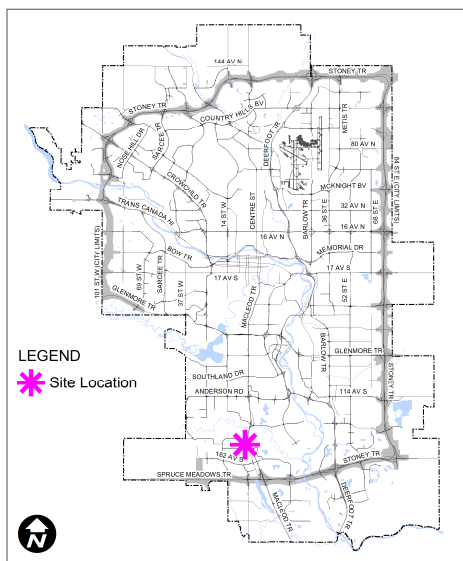 144 AV N
STONEY TR
STONEY TR
COUNTRY HILLS BV
NOSE HILL DR
SARCEE TR
DEERFOOT TR
METIS TR
80 AV N
84 ST E (CITY LIMITS)
CROWCHILD TR
MCKNIGHT BV
TRANS CANADA HI
14 ST W
CENTRE ST
BARLOW TR
36 ST E
32 AV N
68 ST E
16 AV N
16 AV N
101 ST W (CITY LIMITS)
BOW TR
MEMORIAL DR
69 ST W
SARCEE TR
37 ST W
17 AV S
17 AV S
GLENMORE TR
MACLEOD TR
52 ST E
BARLOW TR
GLENMORE TR
LEGEND
Site Location
SOUTHLAND DR
ANDERSON RD
114 AV S
STONEY TR
162 AV S
STONEY TR
SPRUCE MEADOWS TR
MACLEOD TR
DEERFOOT TR
N